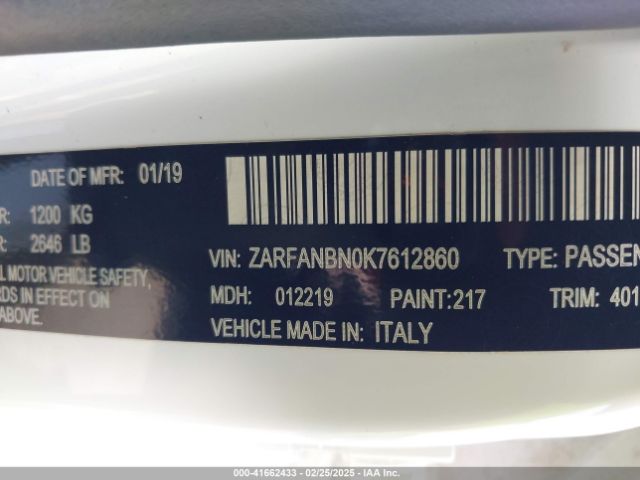 DATE OF MFR: 01/19
R: 1200 KG
R: 2646 LB
VIN: ZARFANBN0K7612860 TYPE: PASSEN
L MOTOR VEHICLE SAFETY,
MDH: 012219 PAINT:217 TRIM: 401
RDS IN EFFECT ON
ABOVE.
VEHICLE MADE IN: ITALY
000-41662433 - 02/25/2025 - IAA Inc.